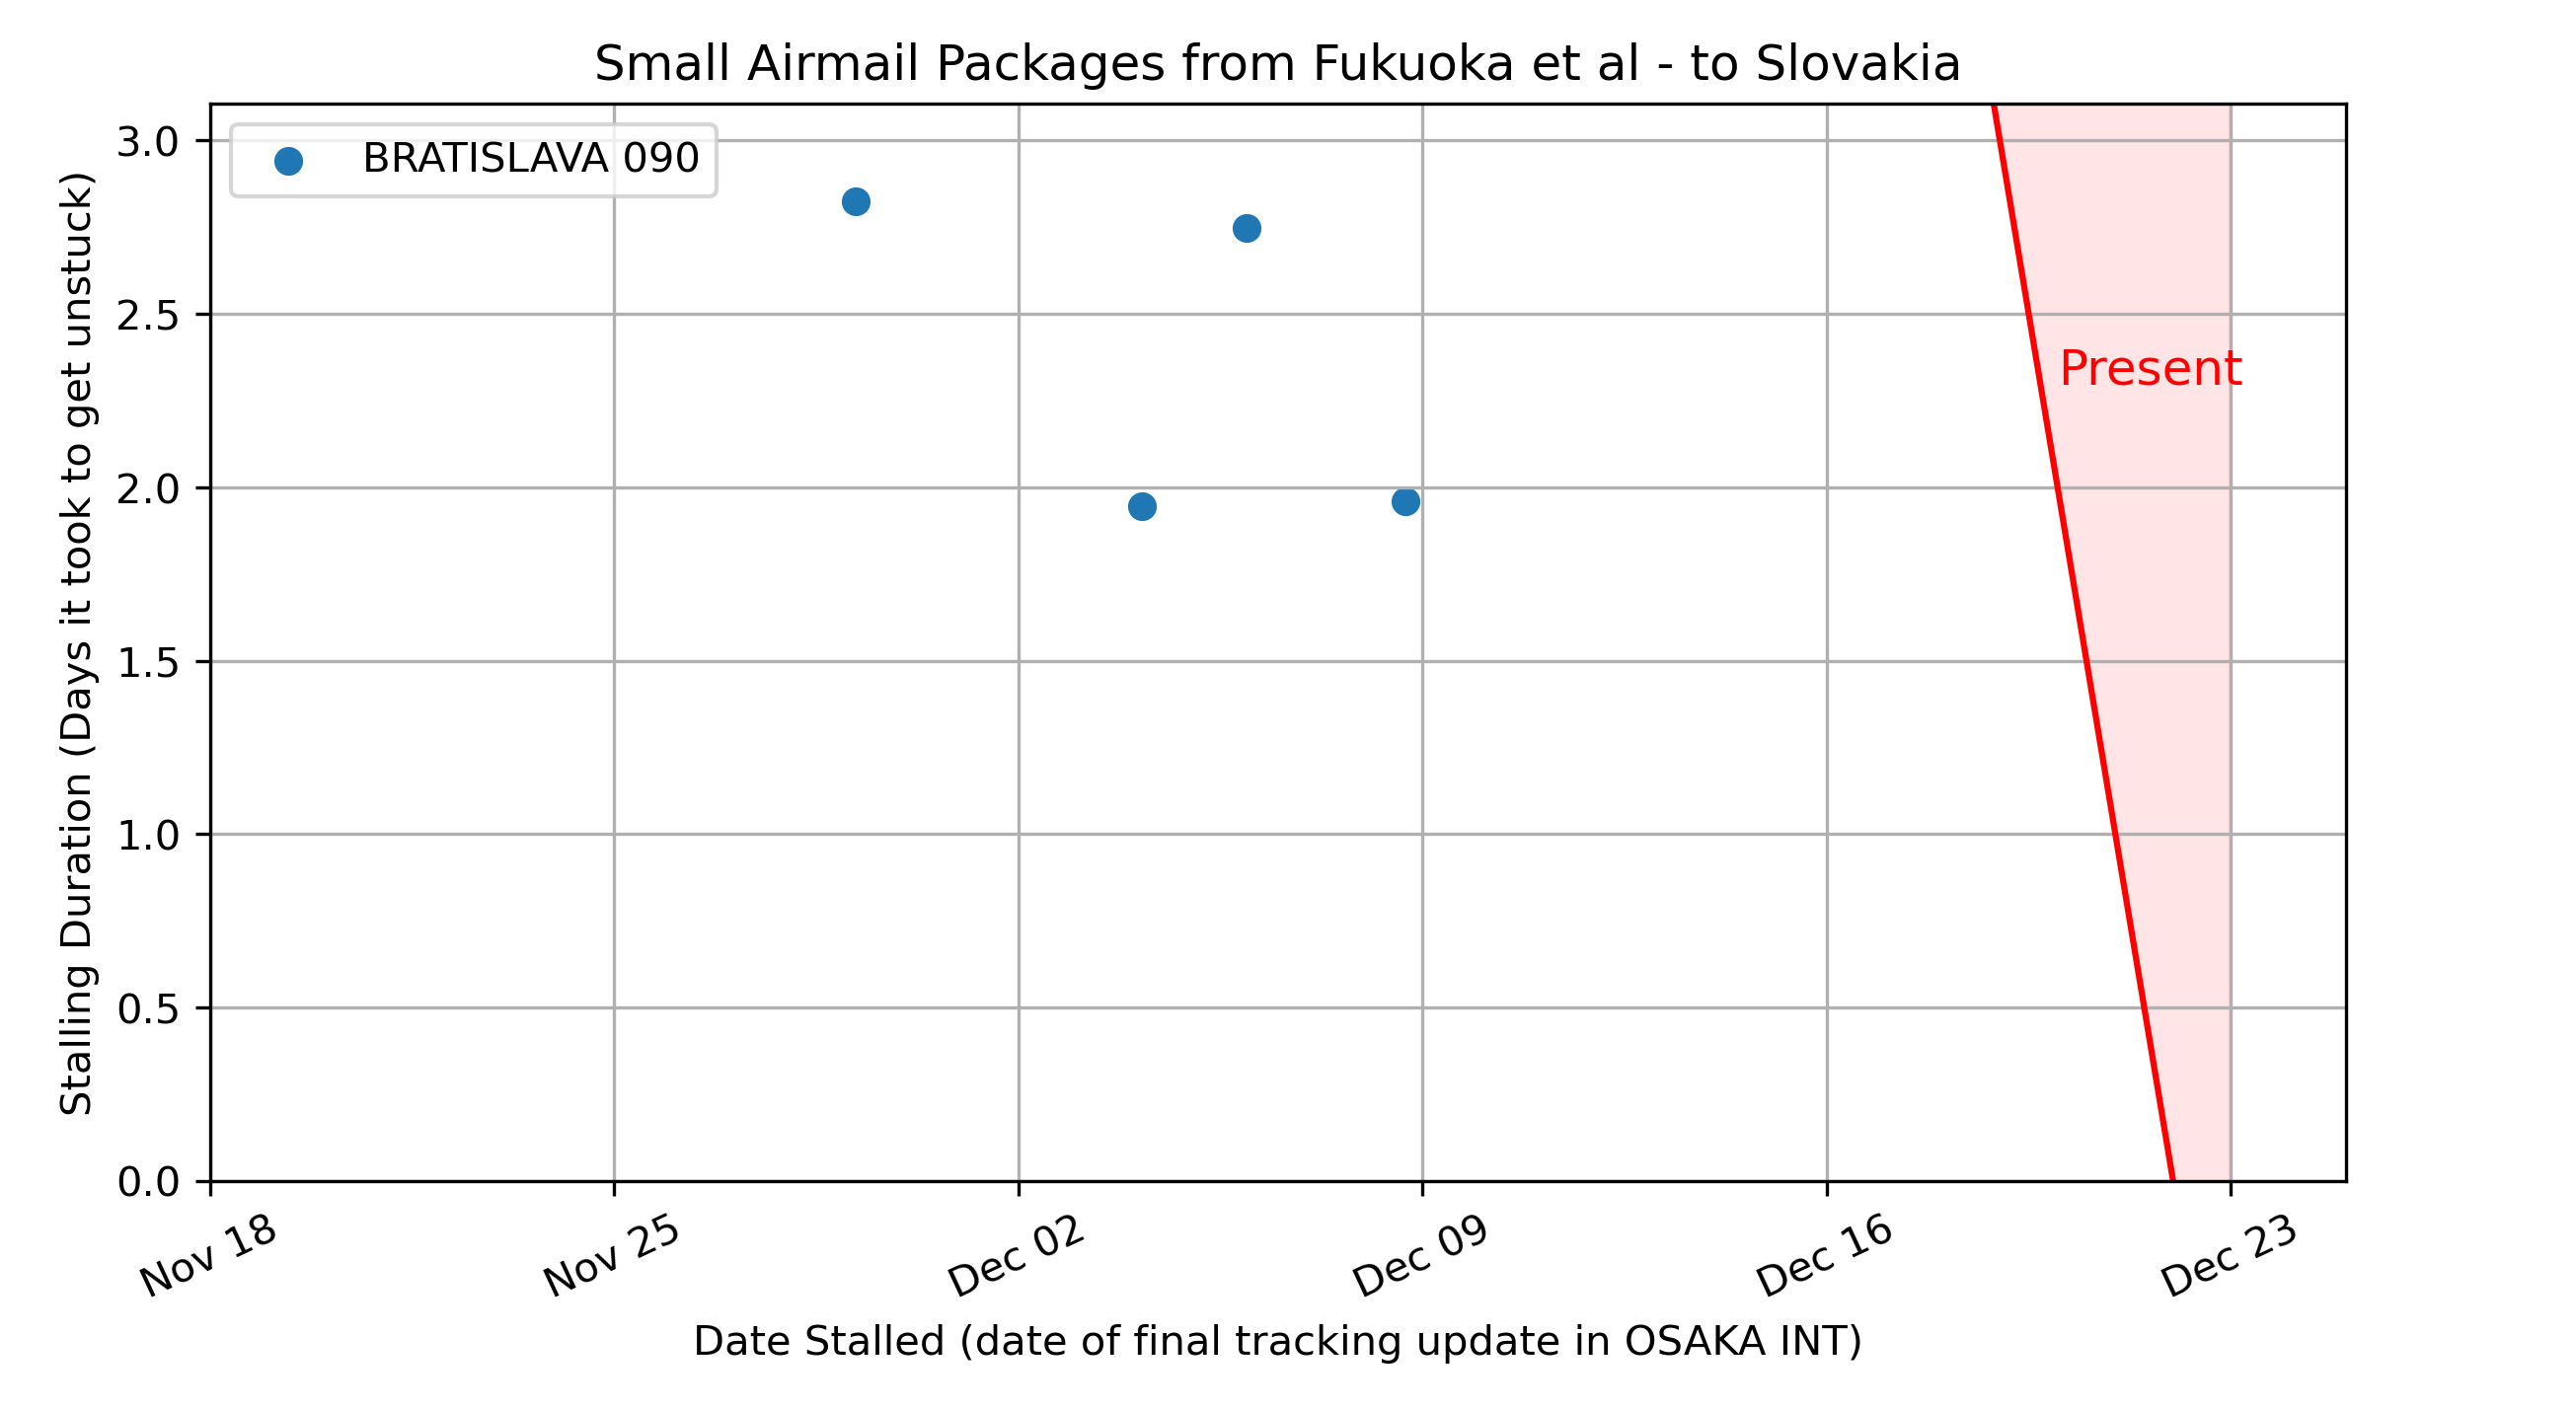 Small Airmail Packages from Fukuoka et al - to Slovakia
BRATISLAVA 090
Present
Stalling Duration (Days it took to get unstuck)
3.0
2.5
2.0
1.5
1.0
0.5
0.0
Nov 18
Nov 25
Dec 02
Dec 09
Dec 16
Dec 23
Date Stalled (date of final tracking update in OSAKA INT)